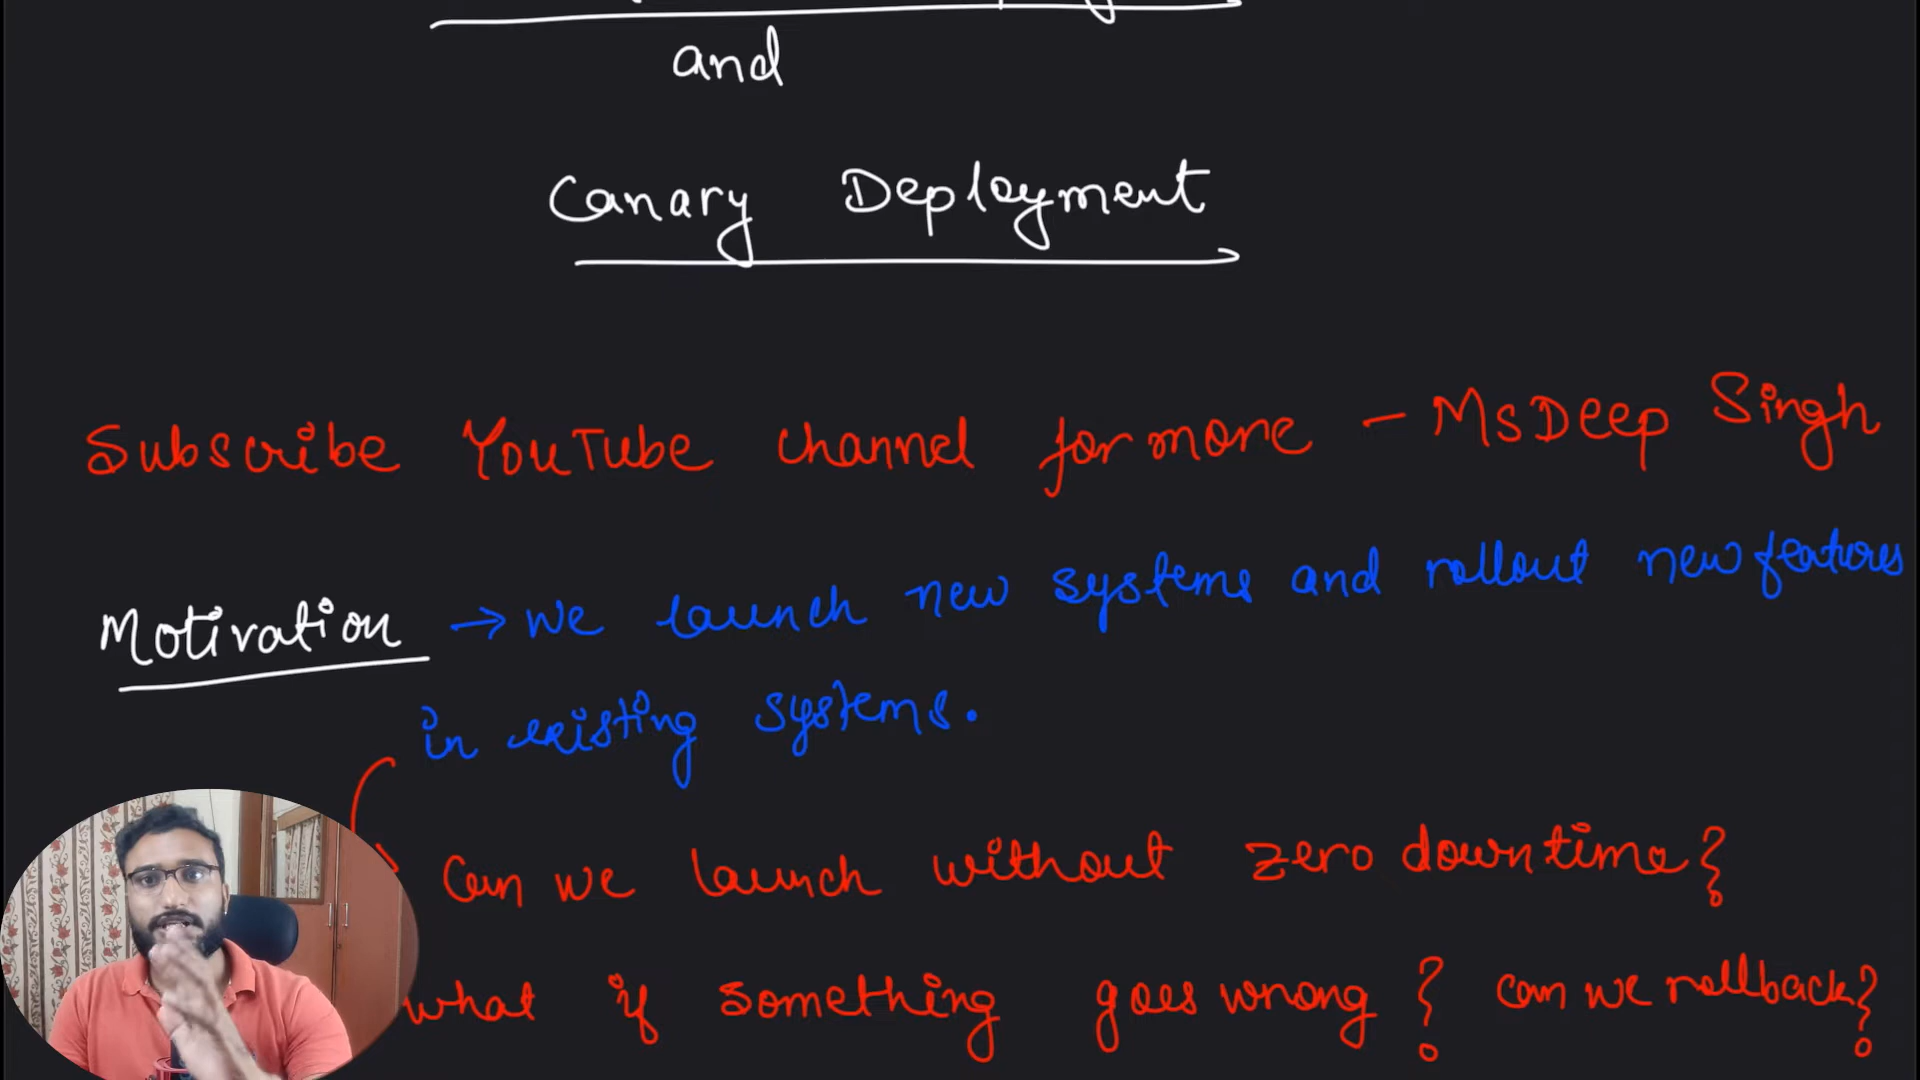 and
Canary Deployment
Subscribe YouTube channel for more - MsDeep Singh
Motivation → we launch new systems and rollout new features
in existing systems.
Can we launch without zero downtime?
what if something goes wrong? can we rollback?